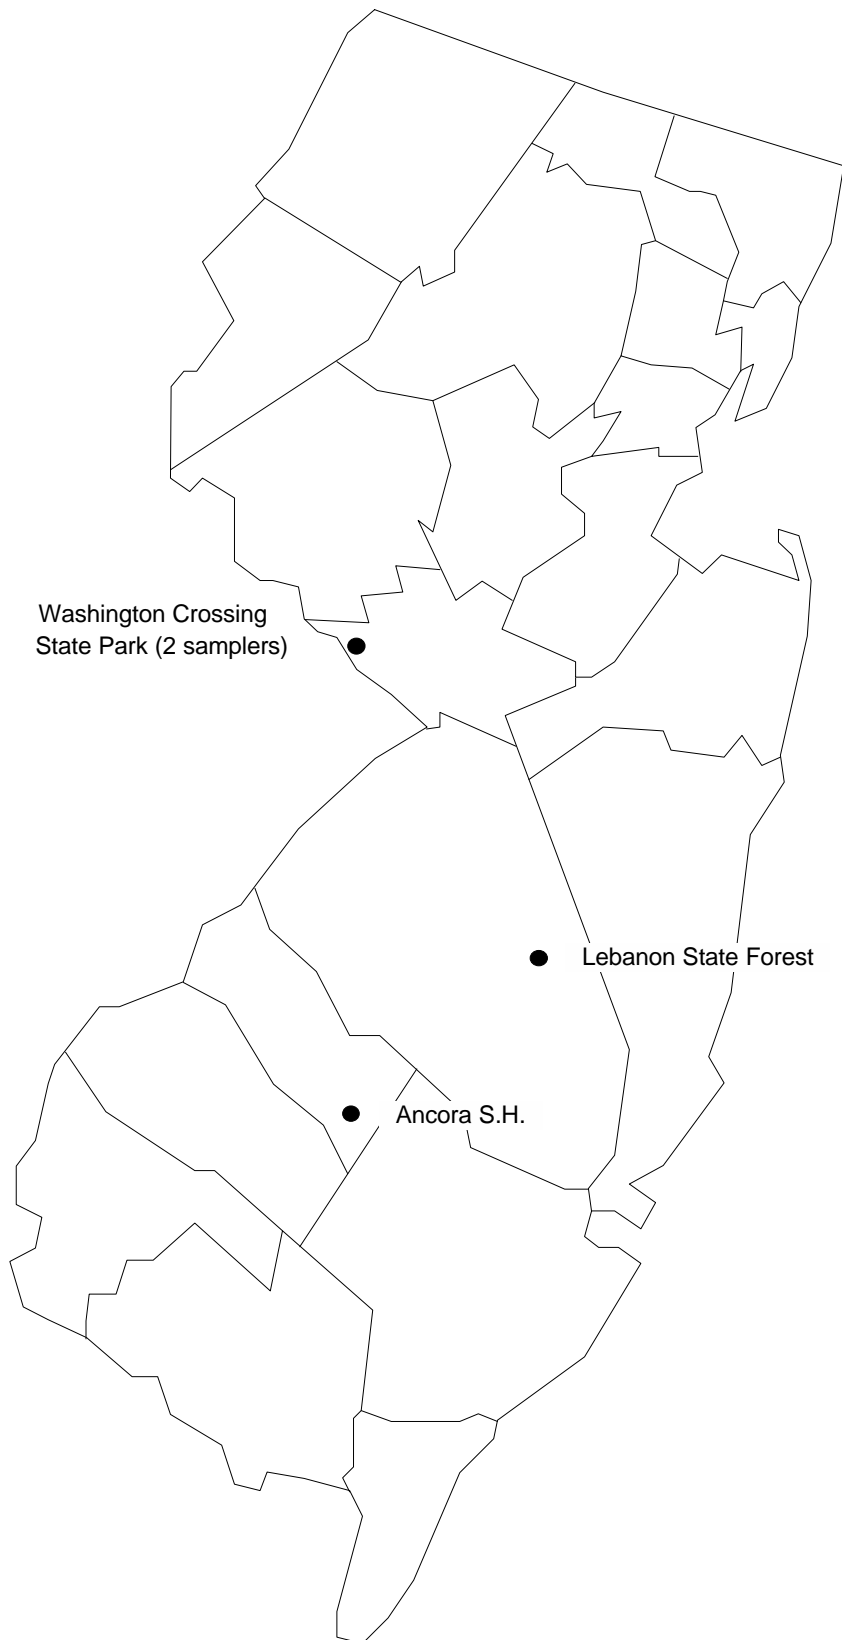 Washington Crossing
State Park (2 samplers)
Lebanon State Forest
Ancora S.H.